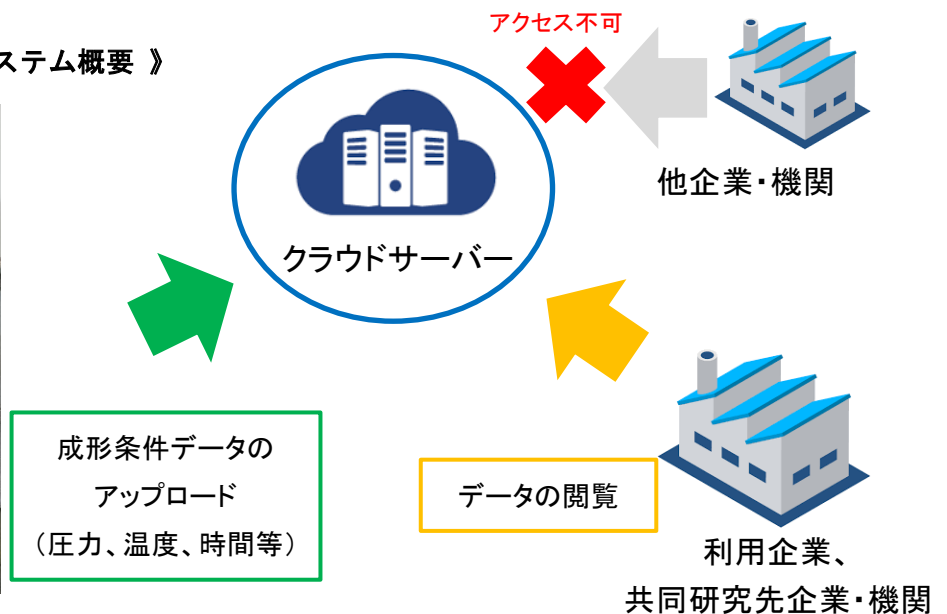 ステム概要 》
アクセス不可
他企業・機関
クラウドサーバー
成形条件データの
アップロード
（圧力、温度、時間等）
データの閲覧
利用企業、
共同研究先企業・機関